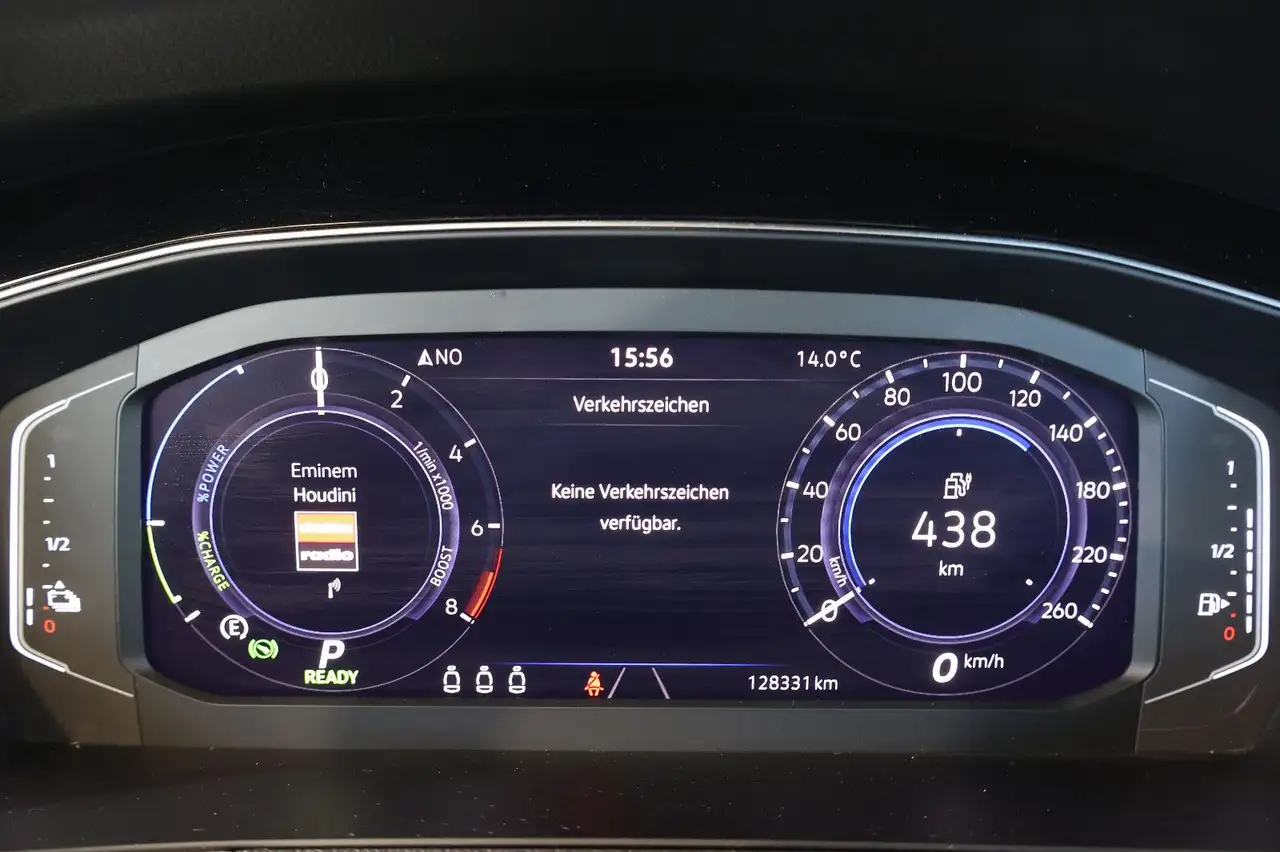 NO
15:56
14.0°C
Verkehrszeichen
Keine Verkehrszeichen
verfügbar.
0
2
4
6
8
1/min x1000
%POWER
%CHARGE
BOOST
Eminem
Houdini
radio
E
P
READY
1
1/2
0
0
20
40
60
80
100
120
140
180
220
260
km/h
438
km
0 km/h
128331 km
1
1/2
0